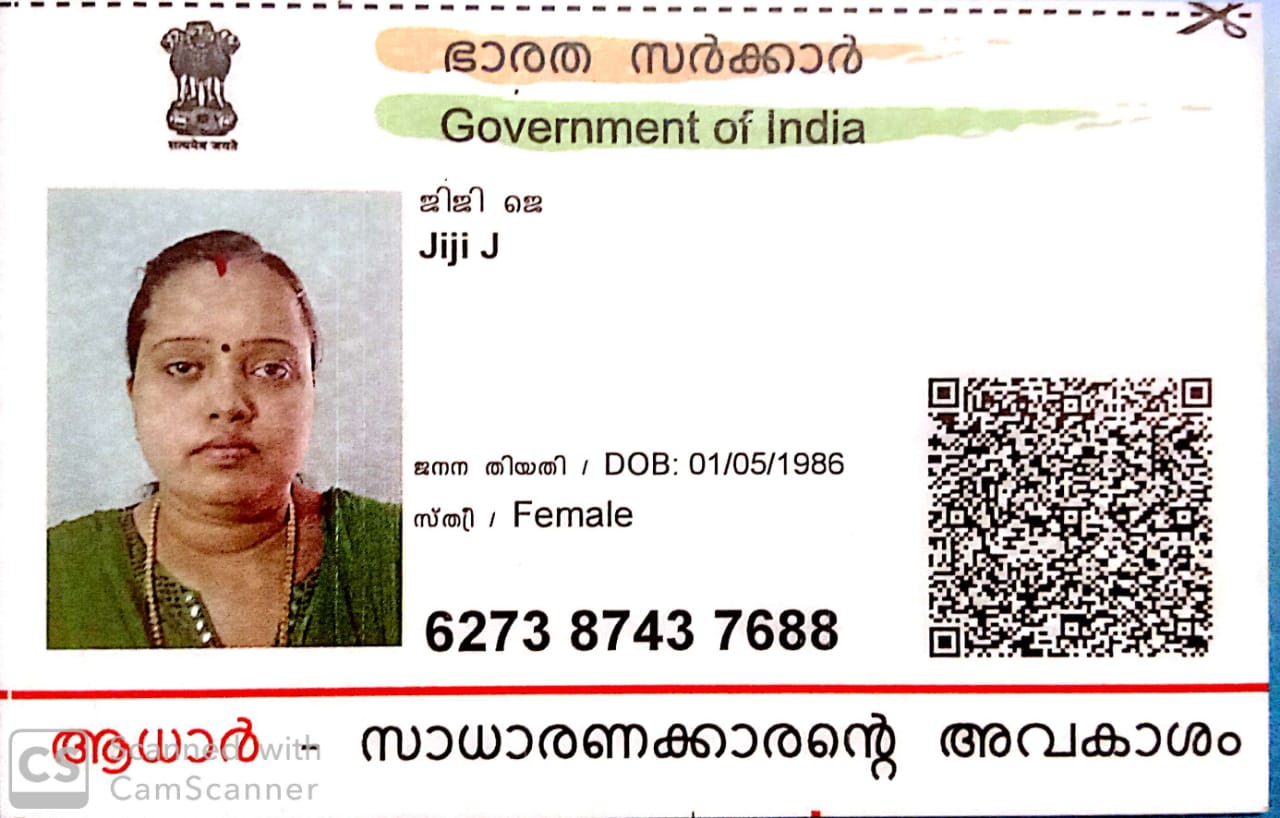 ഭാരത സർക്കാർ
Government of India
सत्यमेव जयते
ജിജി ജെ
Jiji J
ജനന തിയതി / DOB: 01/05/1986
സ്ത്രീ / Female
6273 8743 7688
ആധാർ - സാധാരണക്കാരന്റെ അവകാശം
CS Scanned with
CamScanner